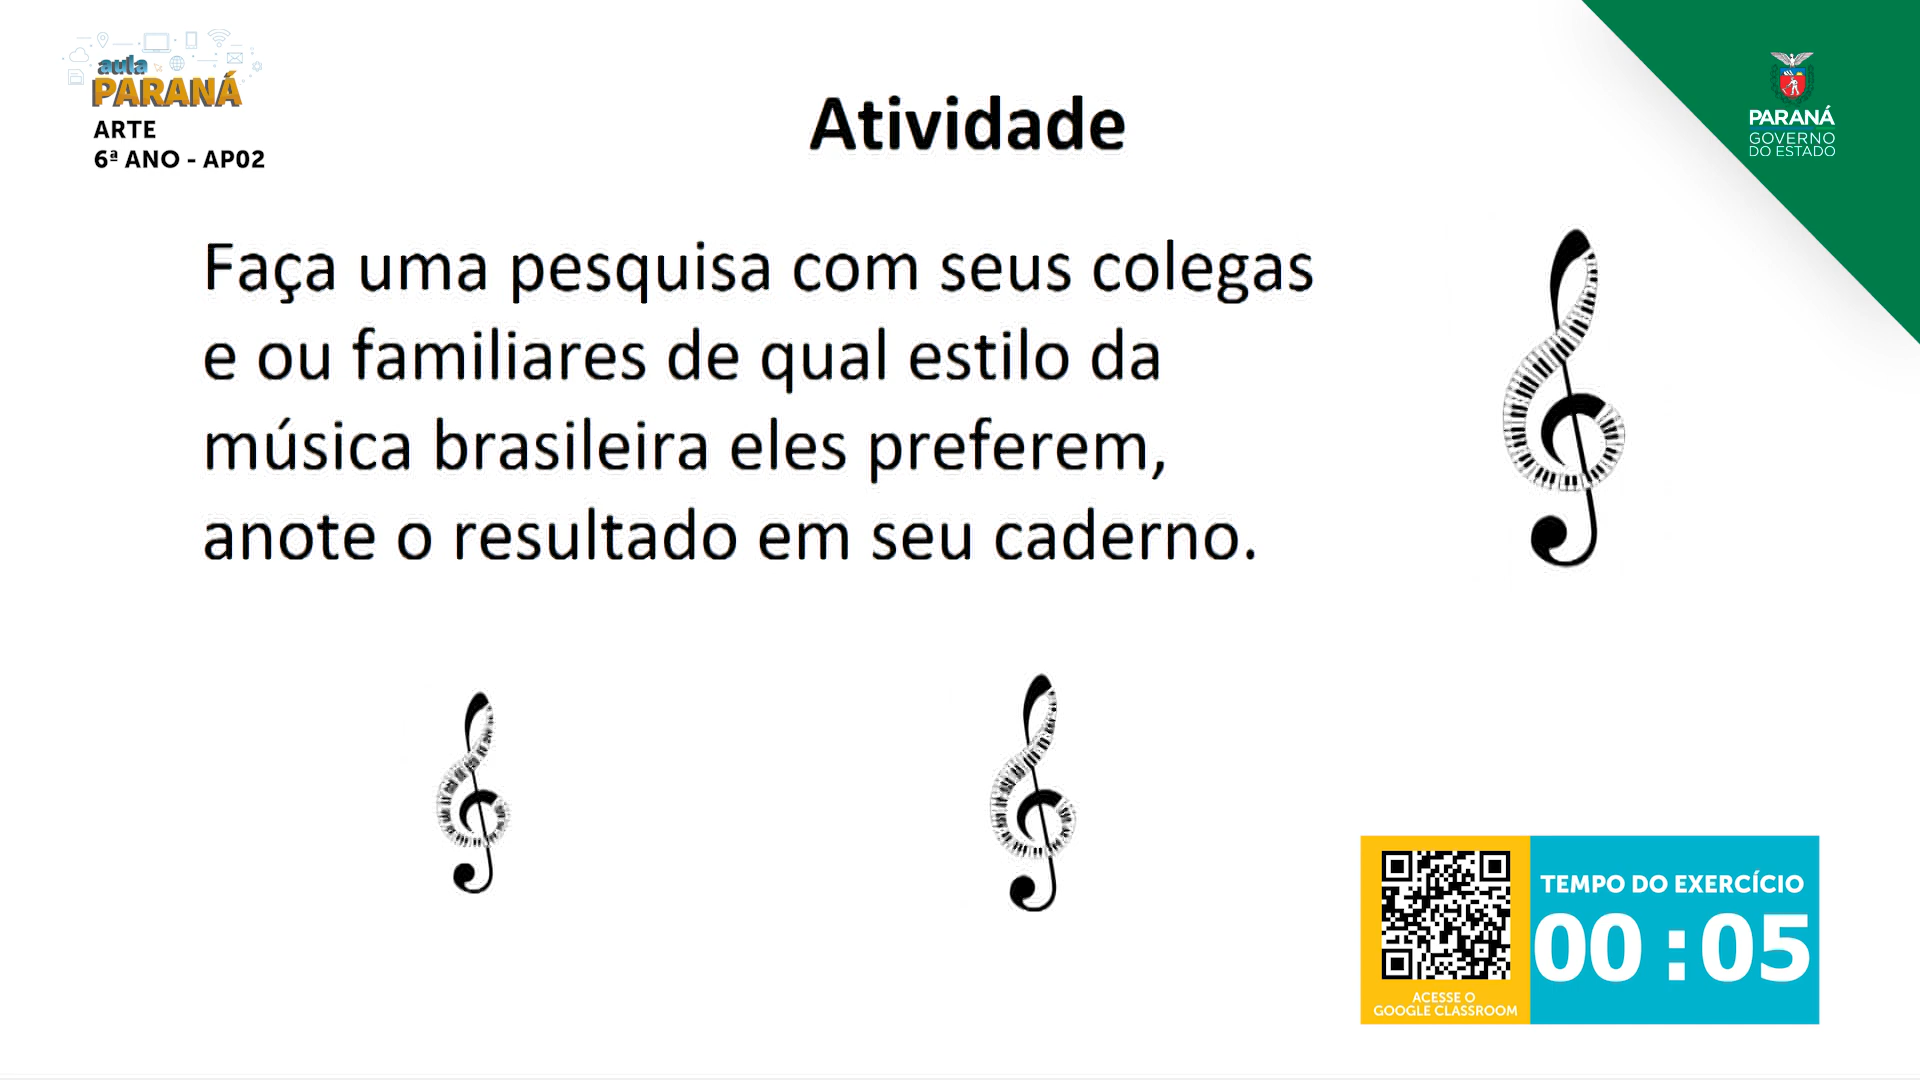 aula
PARANÁ
ARTE
6ª ANO - AP02
Atividade
PARANÁ
GOVERNO
DO ESTADO
Faça uma pesquisa com seus colegas
e ou familiares de qual estilo da
música brasileira eles preferem,
anote o resultado em seu caderno.
TEMPO DO EXERCÍCIO
00:05
ACESSE O
GOOGLE CLASSROOM